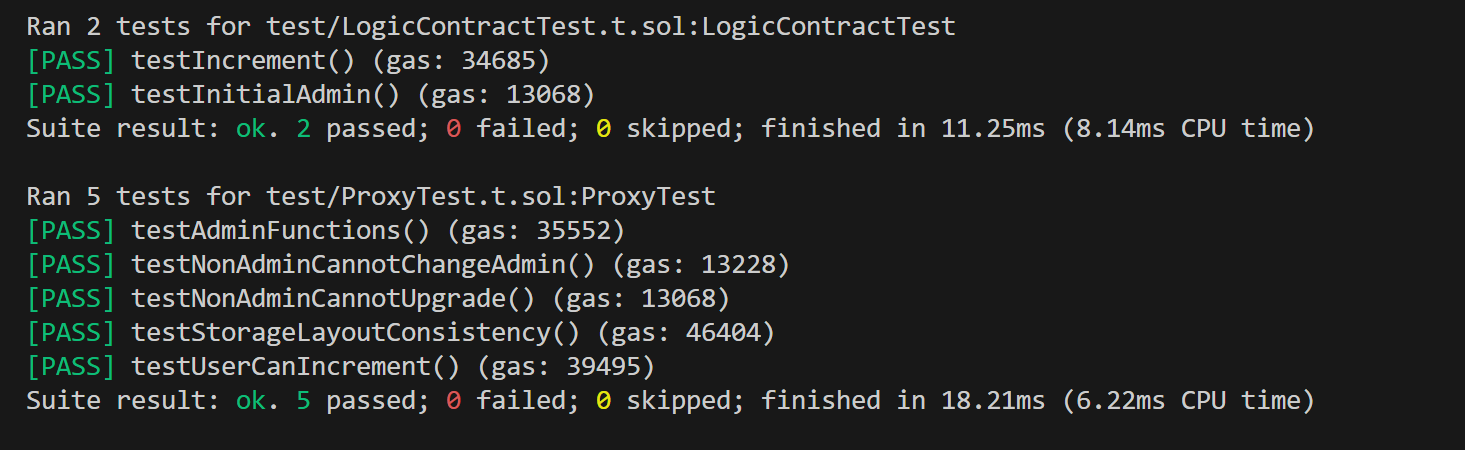 Ran 2 tests for test/LogicContractTest.t.sol:LogicContractTest
[PASS] testIncrement() (gas: 34685)
[PASS] testInitialAdmin() (gas: 13068)
Suite result: ok. 2 passed; 0 failed; 0 skipped; finished in 11.25ms (8.14ms CPU time)
Ran 5 tests for test/ProxyTest.t.sol:ProxyTest
[PASS] testAdminFunctions() (gas: 35552)
[PASS] testNonAdminCannotChangeAdmin() (gas: 13228)
[PASS] testNonAdminCannotUpgrade() (gas: 13068)
[PASS] testStorageLayoutConsistency() (gas: 46404)
[PASS] testUserCanIncrement() (gas: 39495)
Suite result: ok. 5 passed; 0 failed; 0 skipped; finished in 18.21ms (6.22ms CPU time)